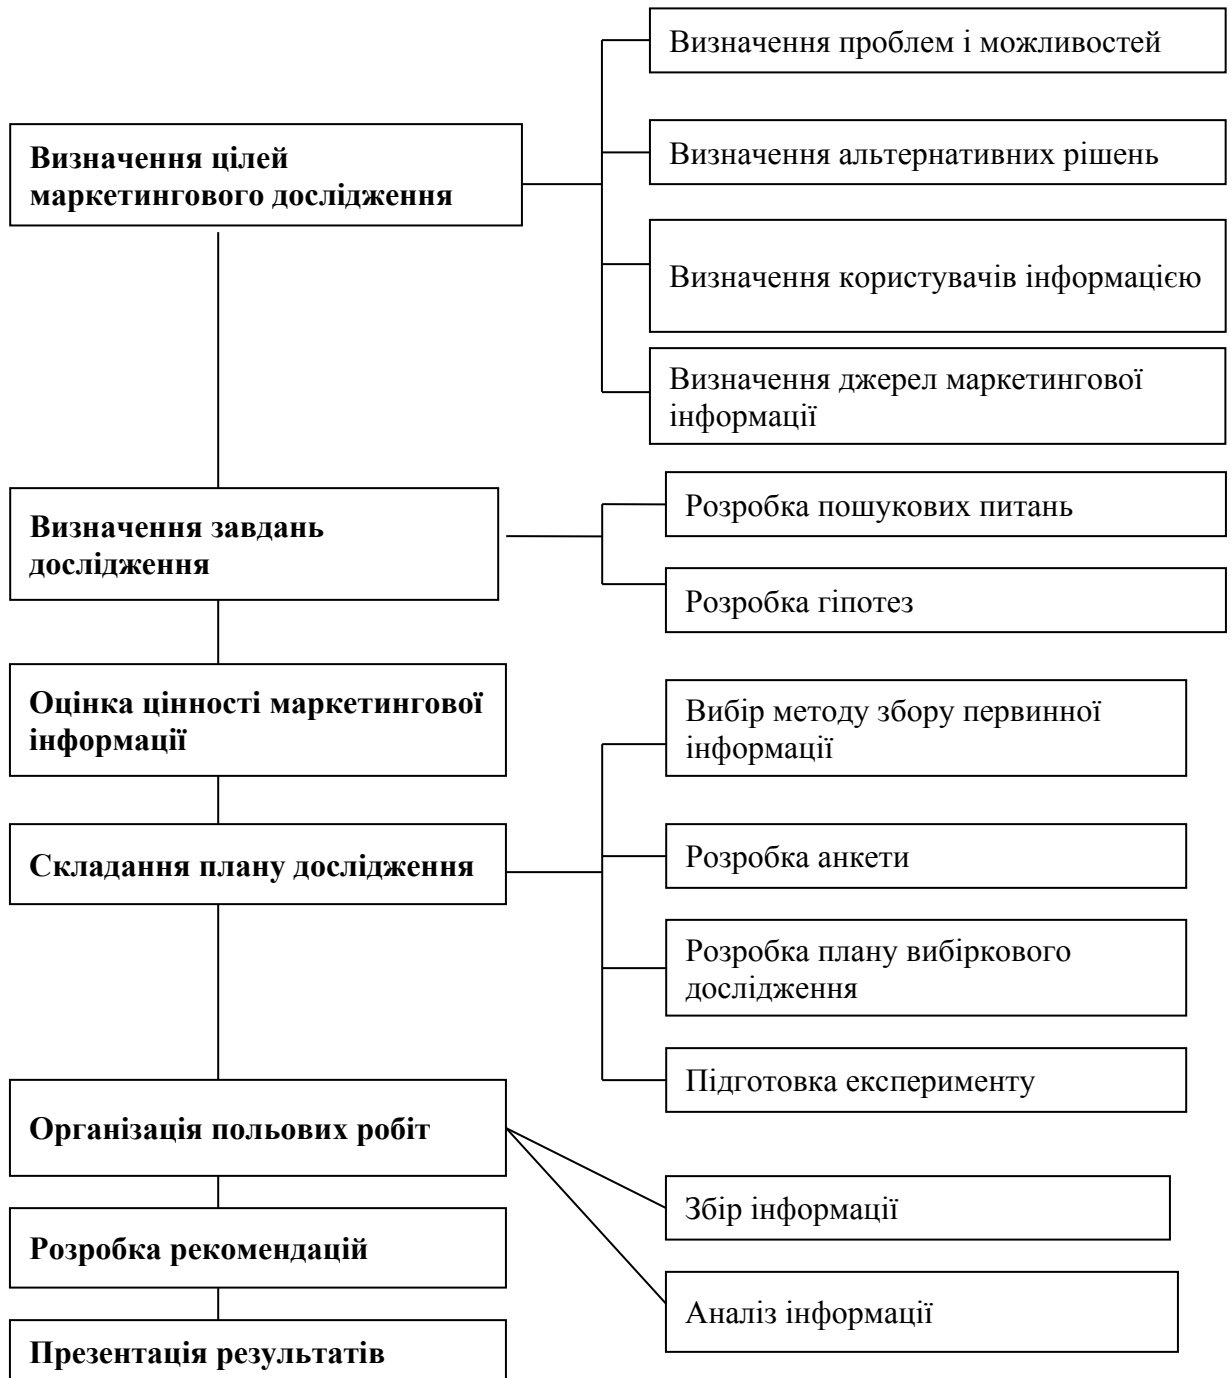 Визначення проблем і можливостей
Визначення цілей
маркетингового дослідження
Визначення альтернативних рішень
Визначення користувачів інформацією
Визначення джерел маркетингової
інформації
Визначення завдань
дослідження
Розробка пошукових питань
Розробка гіпотез
Оцінка цінності маркетингової
інформації
Вибір методу збору первинної
інформації
Складання плану дослідження
Розробка анкети
Розробка плану вибіркового
дослідження
Підготовка експерименту
Організація польових робіт
Збір інформації
Розробка рекомендацій
Аналіз інформації
Презентація результатів